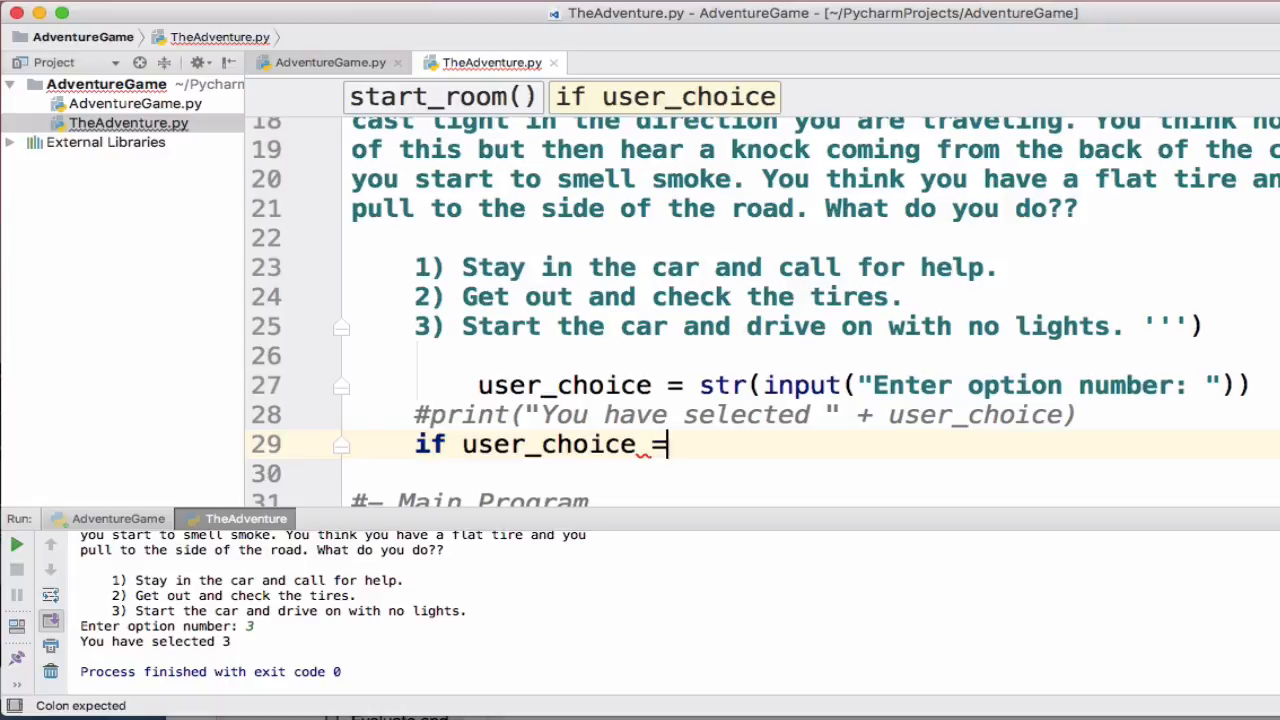 TheAdventure.py - AdventureGame - [~/PycharmProjects/AdventureGame]
AdventureGame TheAdventure.py
Project
AdventureGame.py TheAdventure.py
AdventureGame ~/Pycharm
AdventureGame.py
TheAdventure.py
External Libraries
start_room() if user_choice
18 cast light in the direction you are traveling. You think no
19 of this but then hear a knock coming from the back of the c
20 you start to smell smoke. You think you have a flat tire an
21 pull to the side of the road. What do you do??
22
23 1) Stay in the car and call for help.
24 2) Get out and check the tires.
25 3) Start the car and drive on with no lights. ''')
26
27 user_choice = str(input("Enter option number: "))
28 #print("You have selected " + user_choice)
29 if user_choice =
30
31 #- Main Program
Run: AdventureGame TheAdventure
you start to smell smoke. You think you have a flat tire and you
pull to the side of the road. What do you do??
1) Stay in the car and call for help.
2) Get out and check the tires.
3) Start the car and drive on with no lights.
Enter option number: 3
You have selected 3
Process finished with exit code 0
Colon expected